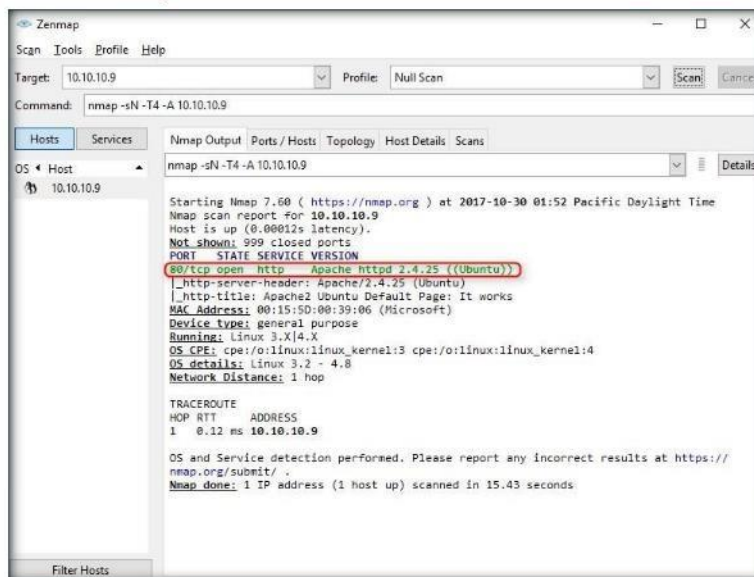 Zenmap
Scan Tools Profile Help
Target: 10.10.10.9 Profile: Null Scan Scan Cancel
Command: nmap -sN -T4 -A 10.10.10.9
Hosts Services Nmap Output Ports / Hosts Topology Host Details Scans
OS Host nmap -sN -T4 -A 10.10.10.9 Details
10.10.10.9
Starting Nmap 7.60 ( https://nmap.org ) at 2017-10-30 01:52 Pacific Daylight Time
Nmap scan report for 10.10.10.9
Host is up (0.00012s latency).
Not shown: 999 closed ports
PORT STATE SERVICE VERSION
80/tcp open http Apache httpd 2.4.25 ((Ubuntu))
|_http-server-header: Apache/2.4.25 (Ubuntu)
|_http-title: Apache2 Ubuntu Default Page: It works
MAC Address: 00:15:5D:00:39:06 (Microsoft)
Device type: general purpose
Running: Linux 3.X|4.X
OS CPE: cpe:/o:linux:linux_kernel:3 cpe:/o:linux:linux_kernel:4
OS details: Linux 3.2 - 4.8
Network Distance: 1 hop
TRACEROUTE
HOP RTT ADDRESS
1 0.12 ms 10.10.10.9
OS and Service detection performed. Please report any incorrect results at https://
nmap.org/submit/ .
Nmap done: 1 IP address (1 host up) scanned in 15.43 seconds
Filter Hosts